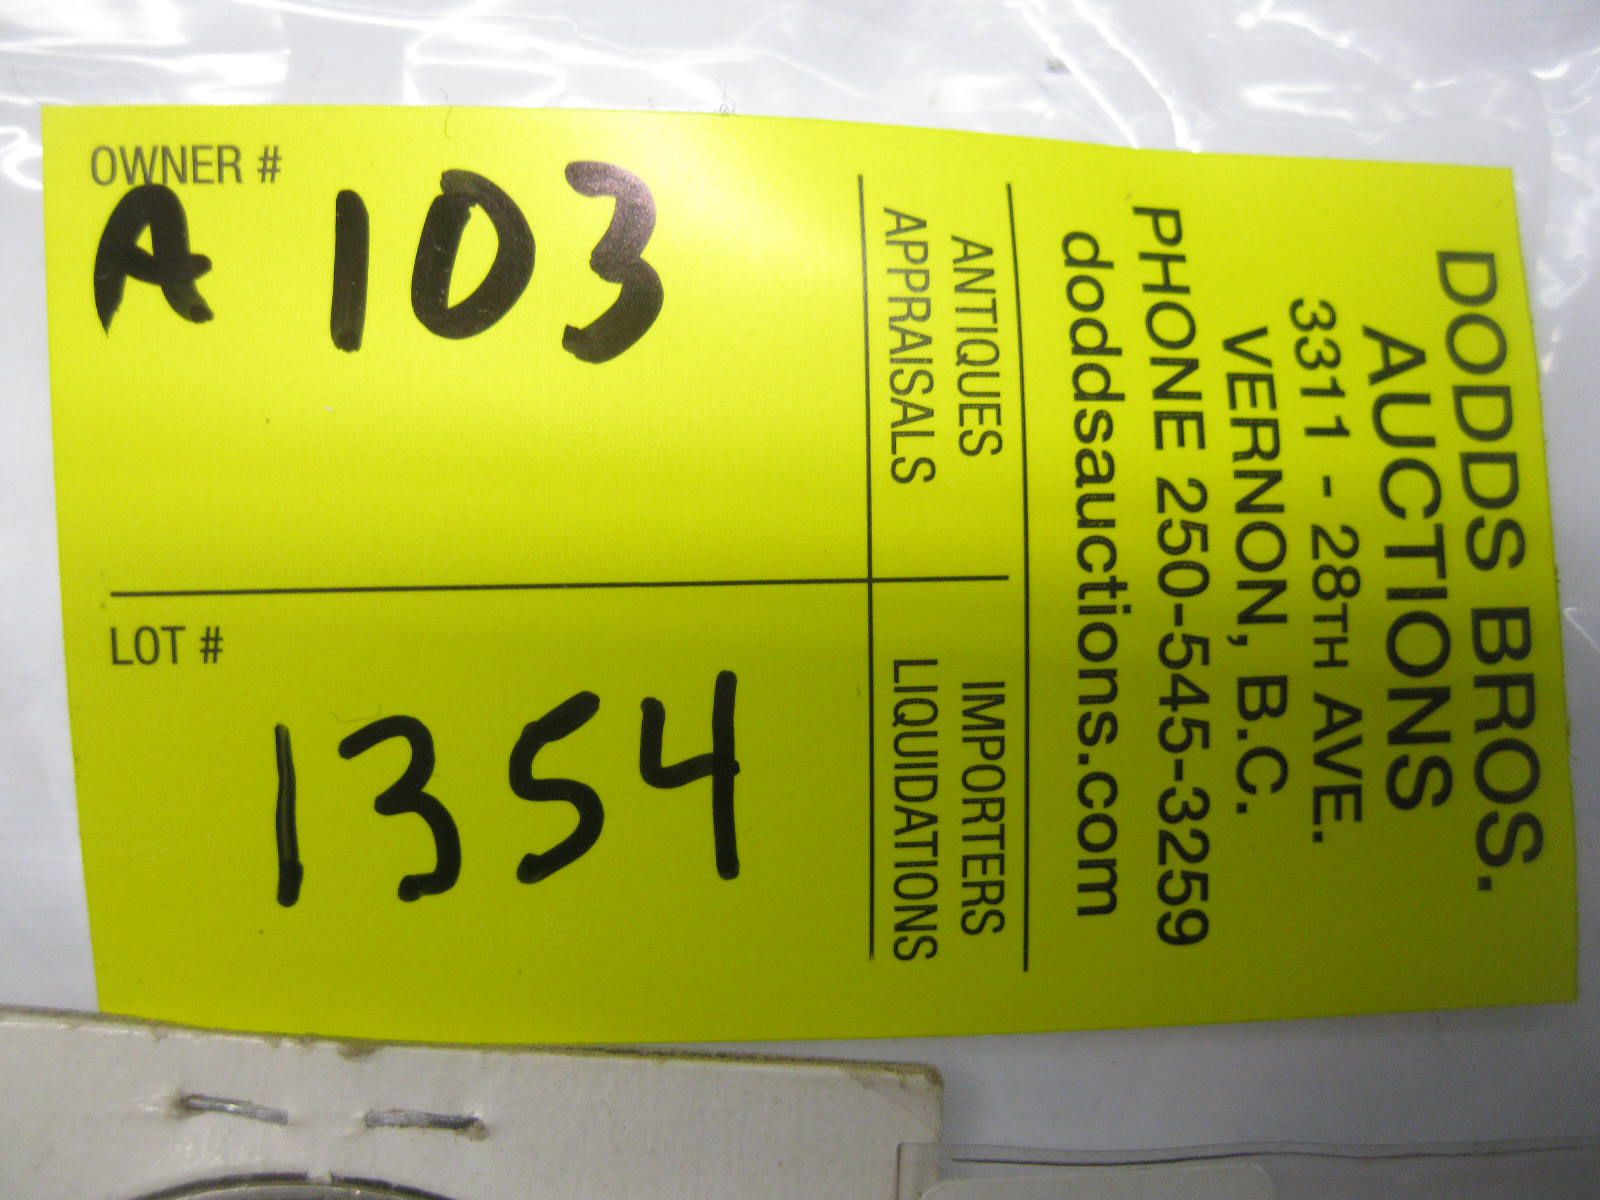 OWNER #
A 103
LOT #
1354
DODDS BROS.
AUCTIONS
3311 - 28TH AVE.
VERNON, B.C.
PHONE 250-545-3259
doddsauctions.com
ANTIQUES
APPRAISALS
IMPORTERS
LIQUIDATIONS